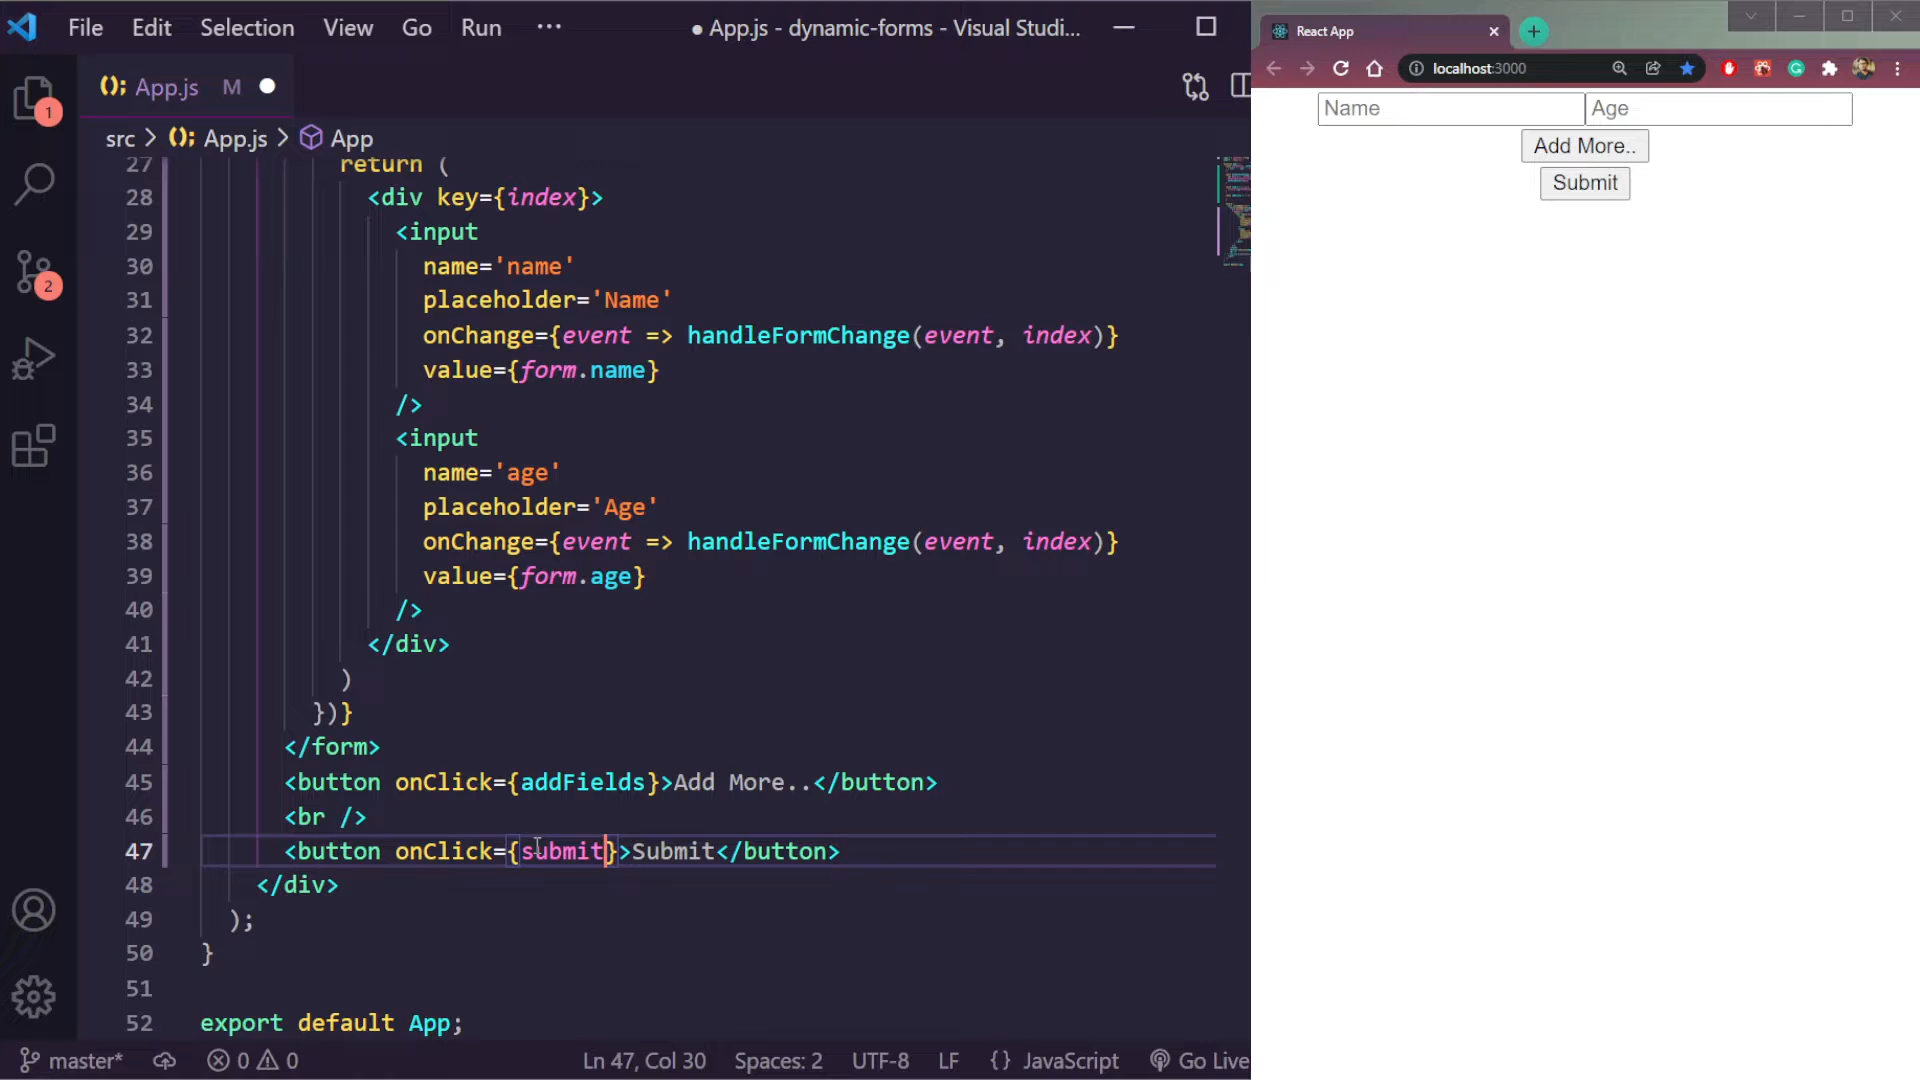 File Edit Selection View Go Run ··· ● App.js - dynamic-forms - Visual Studi...
App.js M
src > App.js > App
27 return (
28 <div key={index}>
29 <input
30 name='name'
31 placeholder='Name'
32 onChange={event => handleFormChange(event, index)}
33 value={form.name}
34 />
35 <input
36 name='age'
37 placeholder='Age'
38 onChange={event => handleFormChange(event, index)}
39 value={form.age}
40 />
41 </div>
42 )
43 })}
44 </form>
45 <button onClick={addFields}>Add More..</button>
46 <br />
47 <button onClick={submit}>Submit</button>
48 </div>
49 );
50 }
51
52 export default App;
1
2
master* 0 0 Ln 47, Col 30 Spaces: 2 UTF-8 LF {} JavaScript Go Live
React App
localhost:3000
Name Age
Add More..
Submit